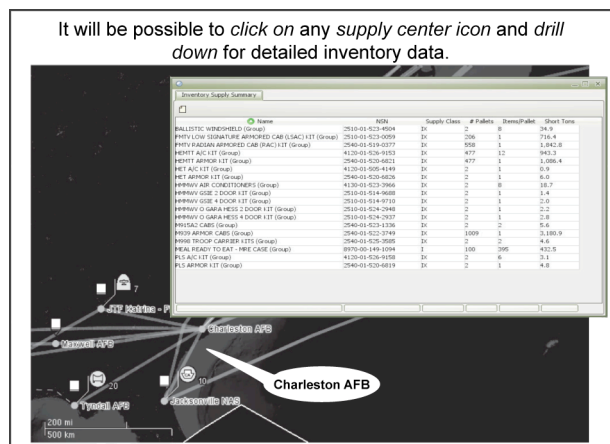 It will be possible to click on any supply center icon and drill
down for detailed inventory data.
Inventory Supply Summary
Name NSN Supply Class # Pallets Items/Pallet Short Tons
BALLISTIC WINDSHIELD (Group) 2510-01-523-4504 IX 2 8 34.9
FMTV LOW SIGNATURE ARMORED CAB (LSAC) KIT (Group) 2510-01-523-0059 IX 206 1 716.4
FMTV RADIAN ARMORED CAB (RAC) KIT (Group) 2540-01-519-0377 IX 558 1 1,842.8
HEMTT A/C KIT (Group) 4120-01-526-9153 IX 477 12 943.3
HEMTT ARMOR KIT (Group) 2540-01-520-6821 IX 477 1 1,086.4
HET A/C KIT (Group) 4120-01-505-4149 IX 2 1 0.9
HET ARMOR KIT (Group) 2540-01-520-6826 IX 2 1 6.0
HMMWV AIR CONDITIONERS (Group) 4130-01-523-3966 IX 2 8 18.7
HMMWV GSIE 2 DOOR KIT (Group) 2510-01-514-9688 IX 2 1 1.4
HMMWV GSIE 4 DOOR KIT (Group) 2510-01-514-9710 IX 2 1 2.0
HMMWV O GARA HESS 2 DOOR KIT (Group) 2510-01-524-2948 IX 2 1 2.2
HMMWV O GARA HESS 4 DOOR KIT (Group) 2510-01-524-2937 IX 2 1 2.8
M915A2 CABS (Group) 2540-01-523-1336 IX 2 2 5.6
M939 ARMOR CABS (Group) 2540-01-522-3749 IX 1009 1 3,180.9
M998 TROOP CARRIER KITS (Group) 2540-01-525-3585 IX 2 2 4.6
MEAL READY TO EAT - MRE CASE (Group) 8970-00-149-1094 I 100 395 432.5
PLS A/C KIT (Group) 4120-01-526-9158 IX 2 6 3.1
PLS ARMOR KIT (Group) 2540-01-520-6819 IX 2 1 4.8
7
JTF Katrina - F
Charleston AFB
Maxwell AFB
20
10
Charleston AFB
Tyndall AFB
Jacksonville NAS
200 mi
500 km